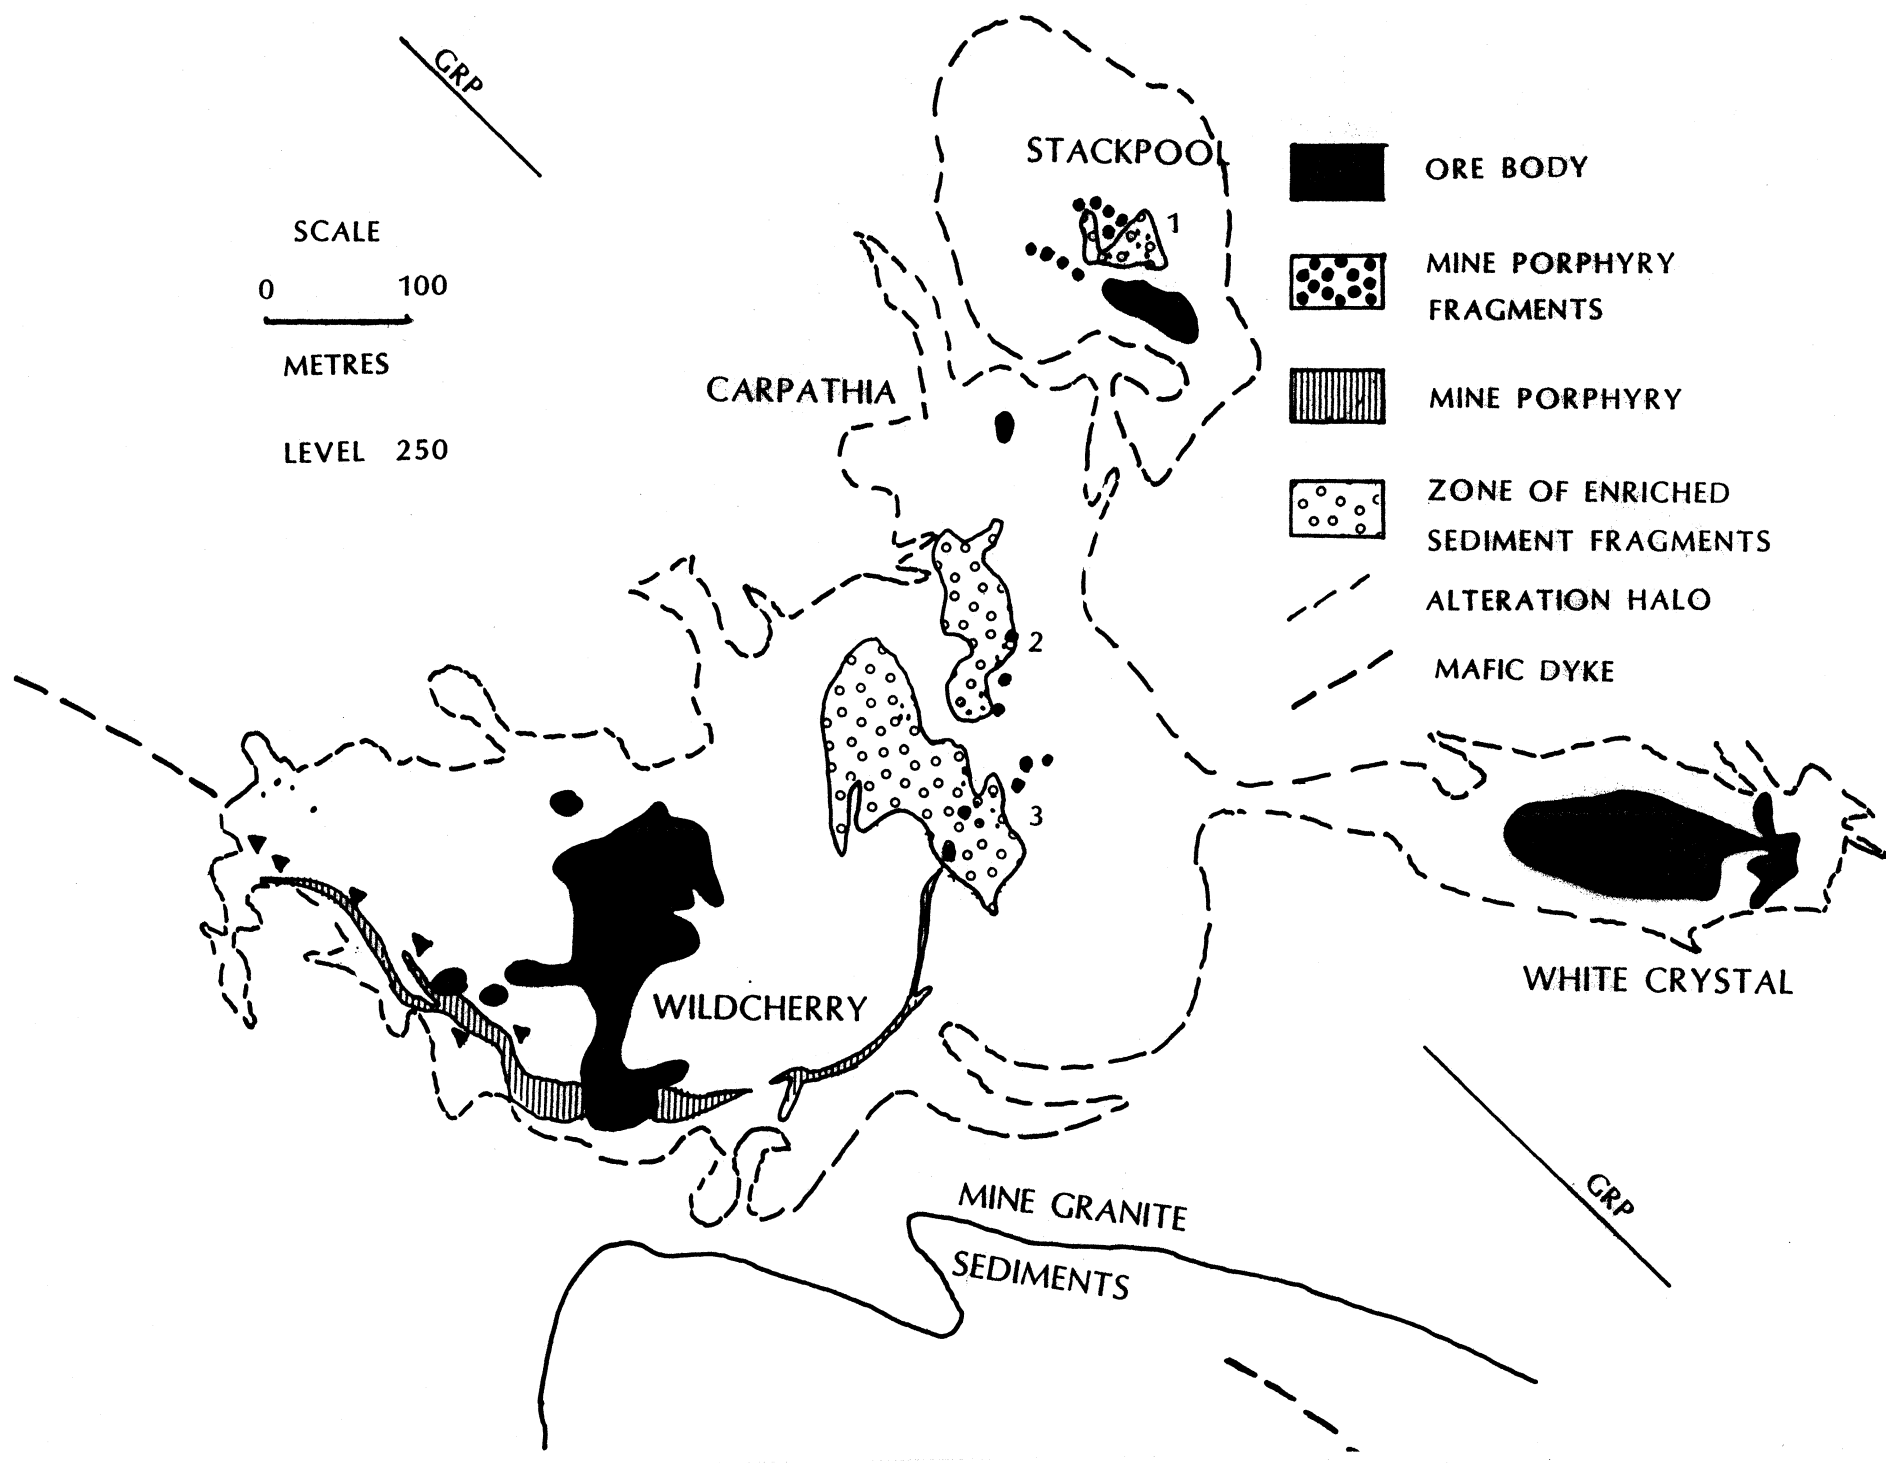 GRP
STACKPOOL
1
SCALE
0 100
METRES
LEVEL 250
CARPATHIA
2
3
WILDCHERRY
WHITE CRYSTAL
MINE GRANITE
SEDIMENTS
GRP
ORE BODY
MINE PORPHYRY
FRAGMENTS
MINE PORPHYRY
ZONE OF ENRICHED
SEDIMENT FRAGMENTS
ALTERATION HALO
MAFIC DYKE